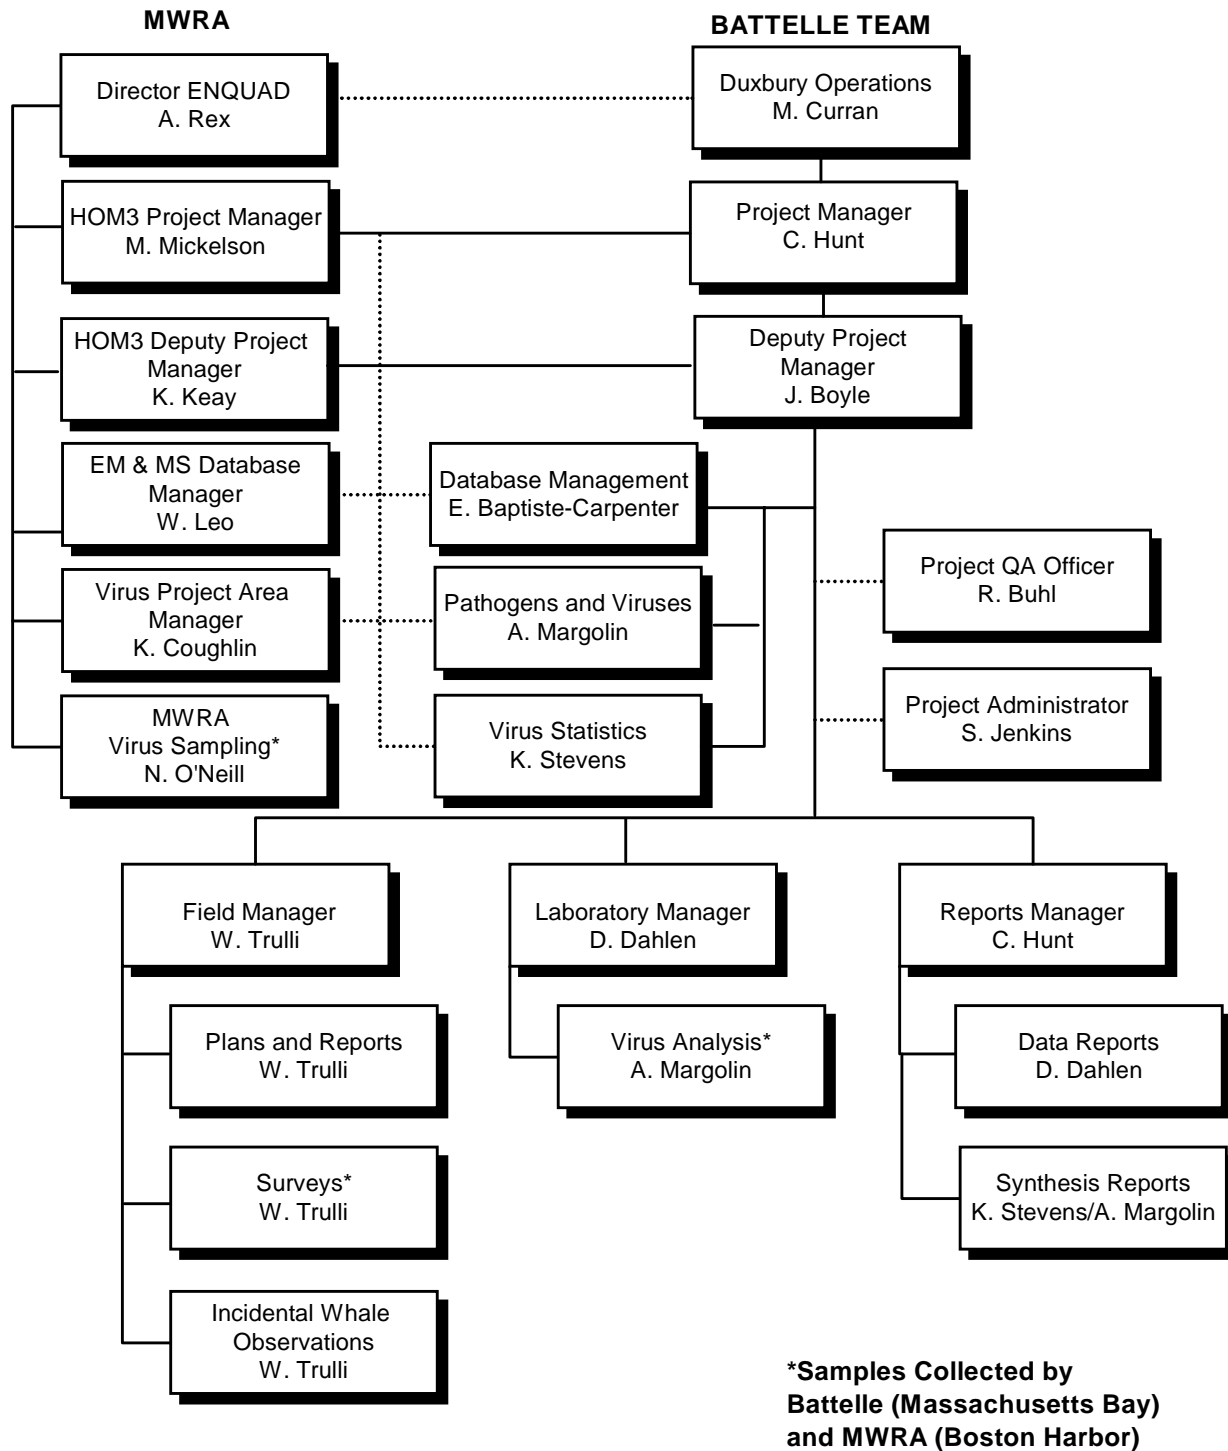 MWRA
BATTELLE TEAM
Director ENQUAD
A. Rex
Duxbury Operations
M. Curran
HOM3 Project Manager
M. Mickelson
Project Manager
C. Hunt
HOM3 Deputy Project
Manager
K. Keay
Deputy Project
Manager
J. Boyle
EM & MS Database
Manager
W. Leo
Database Management
E. Baptiste-Carpenter
Project QA Officer
R. Buhl
Virus Project Area
Manager
K. Coughlin
Pathogens and Viruses
A. Margolin
Project Administrator
S. Jenkins
MWRA
Virus Sampling*
N. O'Neill
Virus Statistics
K. Stevens
Field Manager
W. Trulli
Laboratory Manager
D. Dahlen
Reports Manager
C. Hunt
Plans and Reports
W. Trulli
Virus Analysis*
A. Margolin
Data Reports
D. Dahlen
Surveys*
W. Trulli
Synthesis Reports
K. Stevens/A. Margolin
Incidental Whale
Observations
W. Trulli
*Samples Collected by
Battelle (Massachusetts Bay)
and MWRA (Boston Harbor)